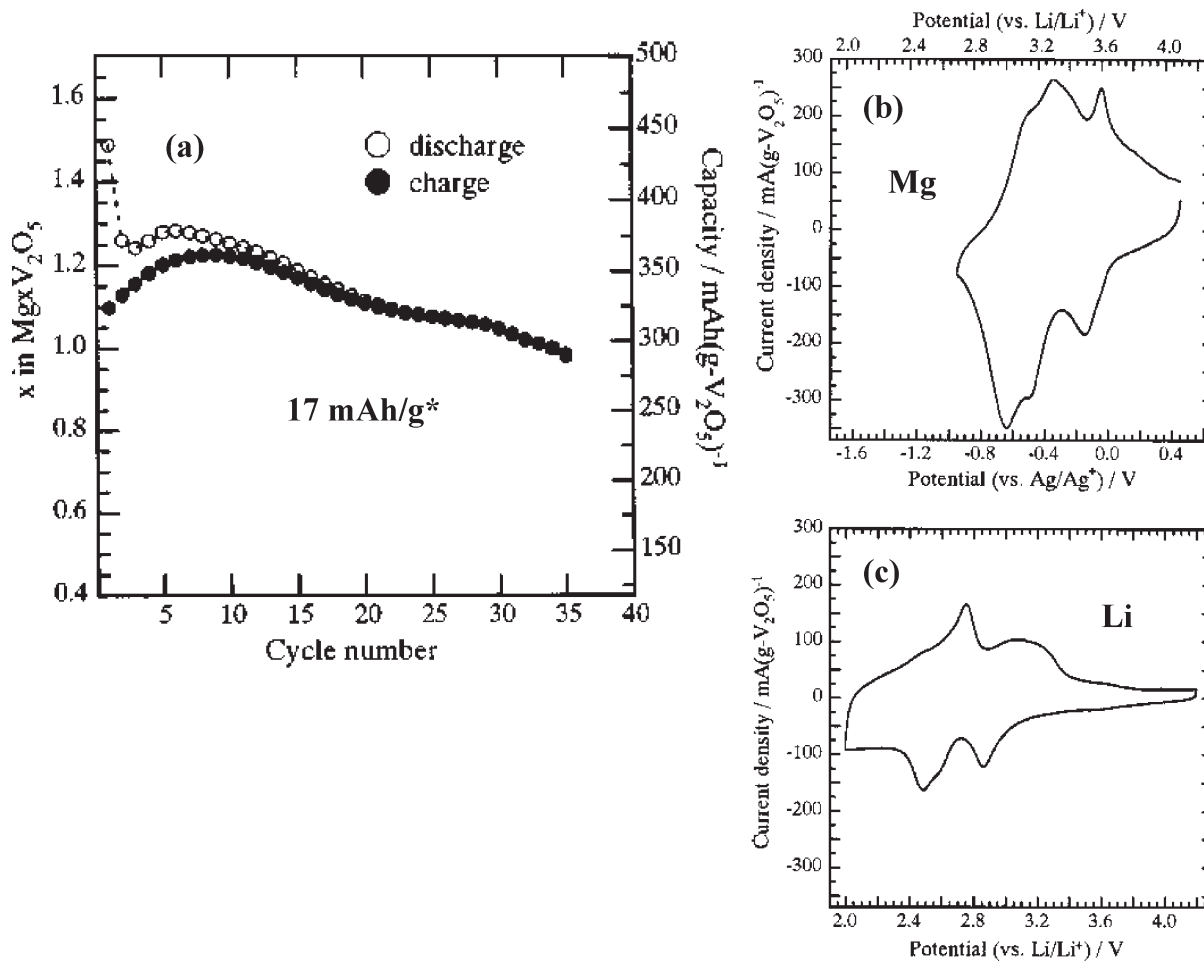 (a)
discharge
charge
17 mAh/g*
x in MgxV₂O₅
1.6
1.4
1.2
1.0
0.8
0.6
0.4
5 10 15 20 25 30 35 40
Cycle number
500
450
400
350
300
250
200
150
Capacity / mAh(g-V₂O₅)⁻¹
Potential (vs. Li/Li⁺) / V
2.0 2.4 2.8 3.2 3.6 4.0
(b)
Mg
Current density / mA(g-V₂O₅)⁻¹
300
200
100
0
-100
-200
-300
-1.6 -1.2 -0.8 -0.4 0.0 0.4
Potential (vs. Ag/Ag⁺) / V
(c)
Li
Current density / mA(g-V₂O₅)⁻¹
300
200
100
0
-100
-200
-300
2.0 2.4 2.8 3.2 3.6 4.0
Potential (vs. Li/Li⁺) / V